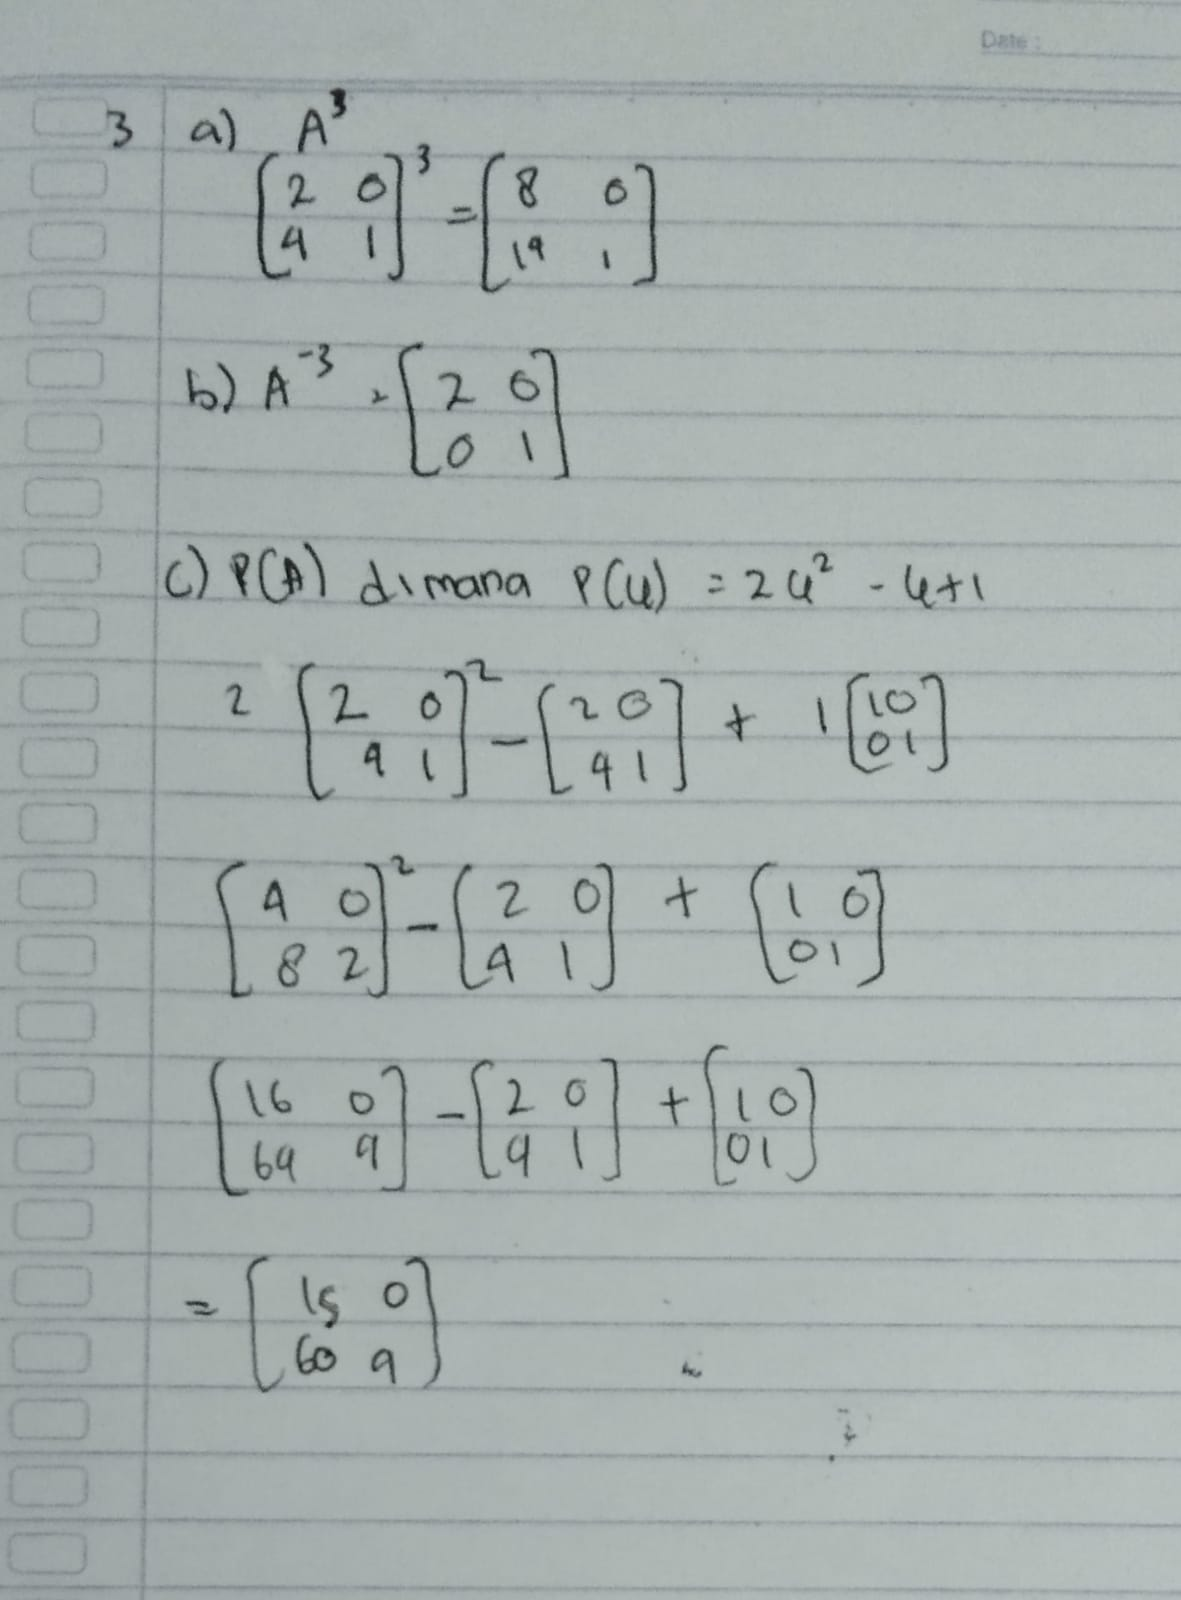 Date :
3 a) A³
[2 0; 4 1]³ = [8 0; 19 1]
b) A⁻³ = [2 0; 0 1]
c) P(A) dimana P(u) = 2u² - u+1
2 [2 0; 4 1]² - [2 0; 4 1] + 1 [1 0; 0 1]
[4 0; 8 2]² - [2 0; 4 1] + [1 0; 0 1]
[16 0; 64 4] - [2 0; 4 1] + [1 0; 0 1]
= [15 0; 60 4]